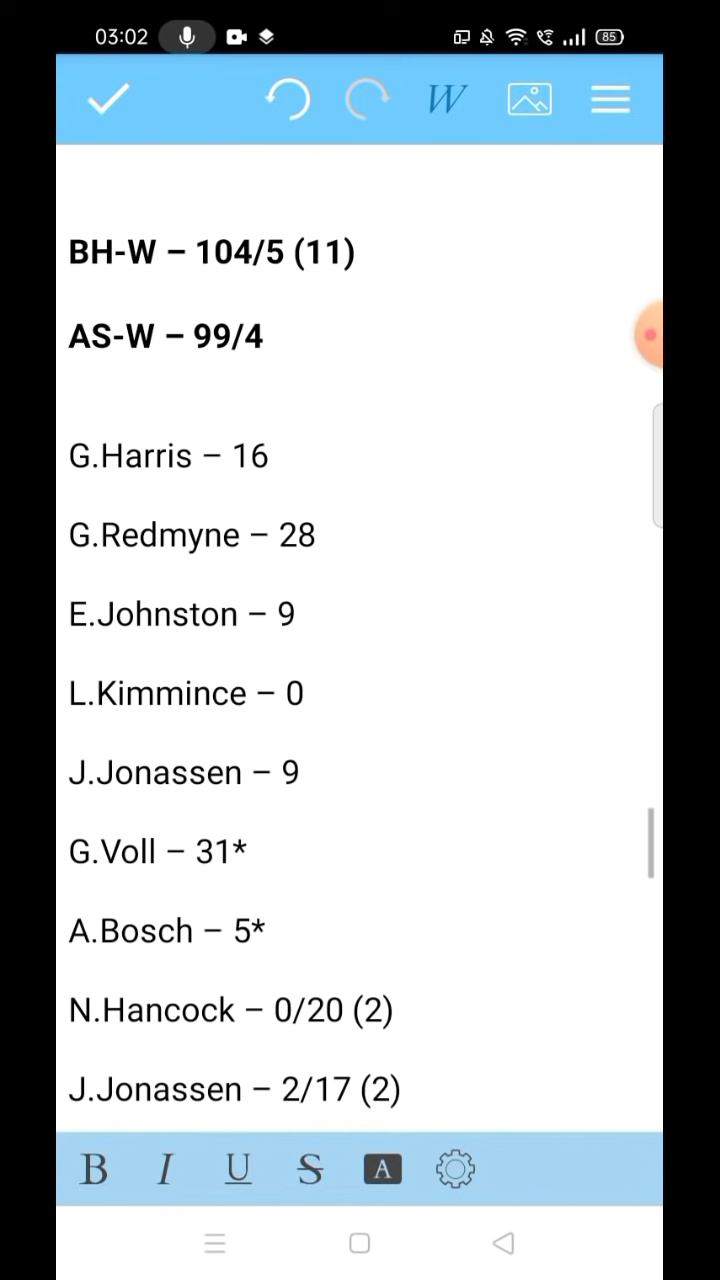 03:02
85
W
BH-W – 104/5 (11)
AS-W – 99/4
G.Harris – 16
G.Redmyne – 28
E.Johnston – 9
L.Kimmince – 0
J.Jonassen – 9
G.Voll – 31*
A.Bosch – 5*
N.Hancock – 0/20 (2)
J.Jonassen – 2/17 (2)
B I U S A